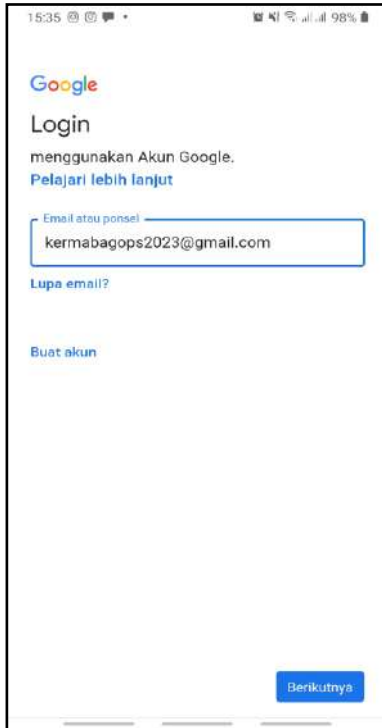 15:35 98%
Google
Login
menggunakan Akun Google.
Pelajari lebih lanjut
Email atau ponsel
kermabagops2023@gmail.com
Lupa email?
Buat akun
Berikutnya